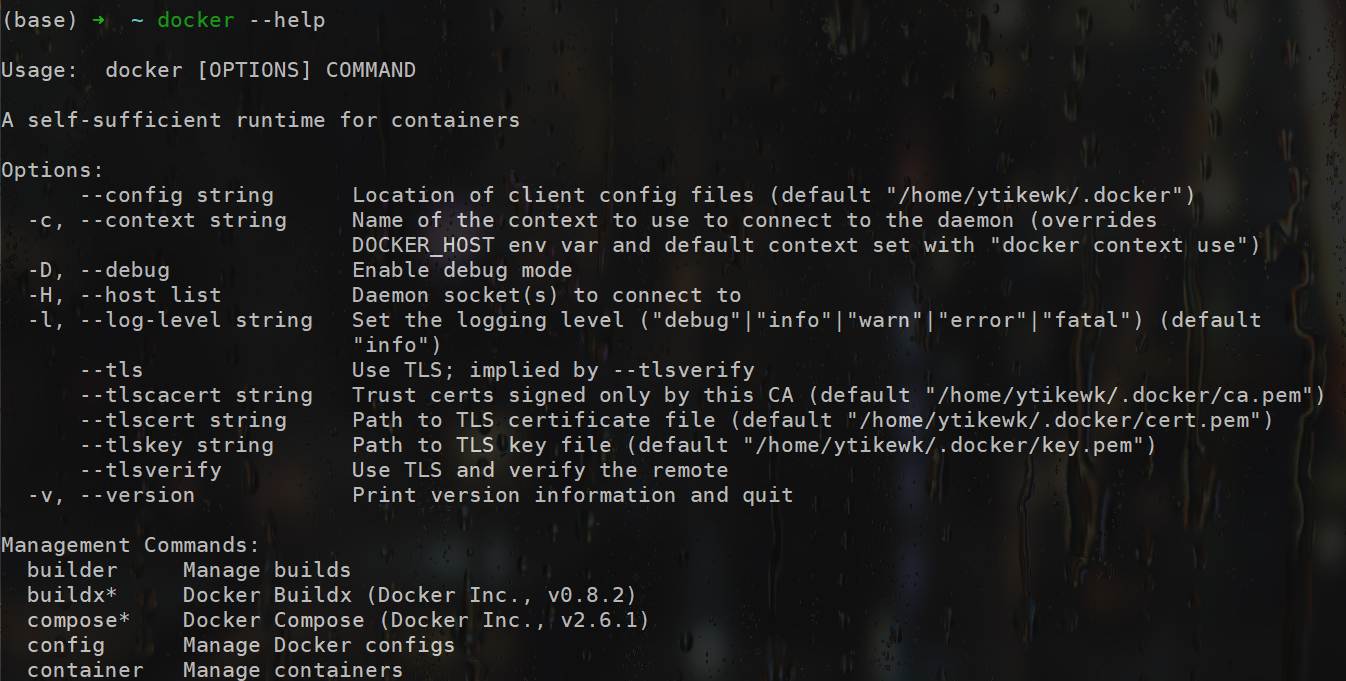 (base) ➜  ~ docker --help

Usage:  docker [OPTIONS] COMMAND

A self-sufficient runtime for containers

Options:
      --config string      Location of client config files (default "/home/ytikewk/.docker")
  -c, --context string     Name of the context to use to connect to the daemon (overrides
                           DOCKER_HOST env var and default context set with "docker context use")
  -D, --debug              Enable debug mode
  -H, --host list          Daemon socket(s) to connect to
  -l, --log-level string   Set the logging level ("debug"|"info"|"warn"|"error"|"fatal") (default
                           "info")
      --tls                Use TLS; implied by --tlsverify
      --tlscacert string   Trust certs signed only by this CA (default "/home/ytikewk/.docker/ca.pem")
      --tlscert string     Path to TLS certificate file (default "/home/ytikewk/.docker/cert.pem")
      --tlskey string      Path to TLS key file (default "/home/ytikewk/.docker/key.pem")
      --tlsverify          Use TLS and verify the remote
  -v, --version            Print version information and quit

Management Commands:
  builder     Manage builds
  buildx*     Docker Buildx (Docker Inc., v0.8.2)
  compose*    Docker Compose (Docker Inc., v2.6.1)
  config      Manage Docker configs
  container   Manage containers